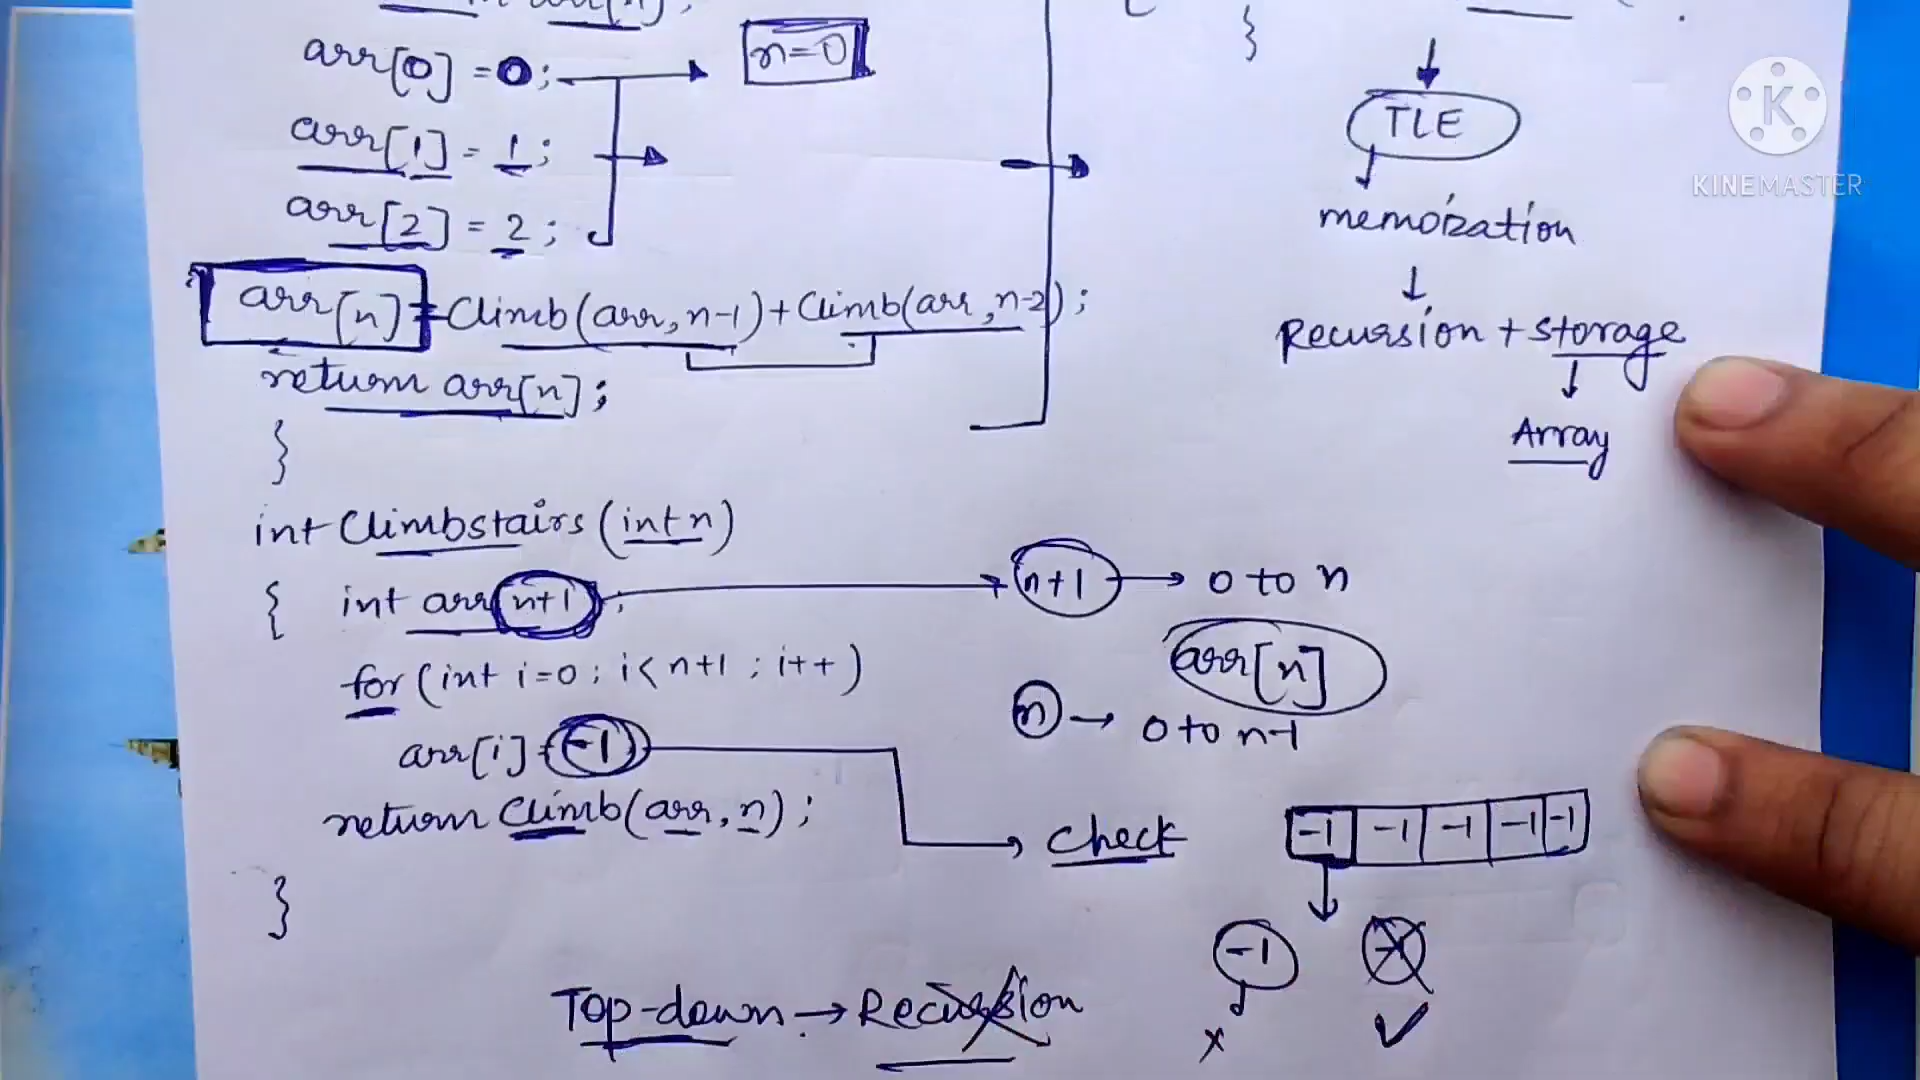 arr[0] = 0;
n=0
arr[1] = 1;
arr[2] = 2;
arr[n] = Climb(arr, n-1) + Climb(arr, n-2);
return arr[n];
}
int Climbstairs (int n)
{ int arr[n+1];
for (int i=0; i< n+1 ; i++)
arr[i] = -1
return Climb(arr, n);
}
}
TLE
memoization
Recursion + storage
Array
n+1 → 0 to n
arr[n]
n → 0 to n-1
check
-1 -1 -1 -1 -1
-1
x
Top-down → Recursion
K
KINEMASTER